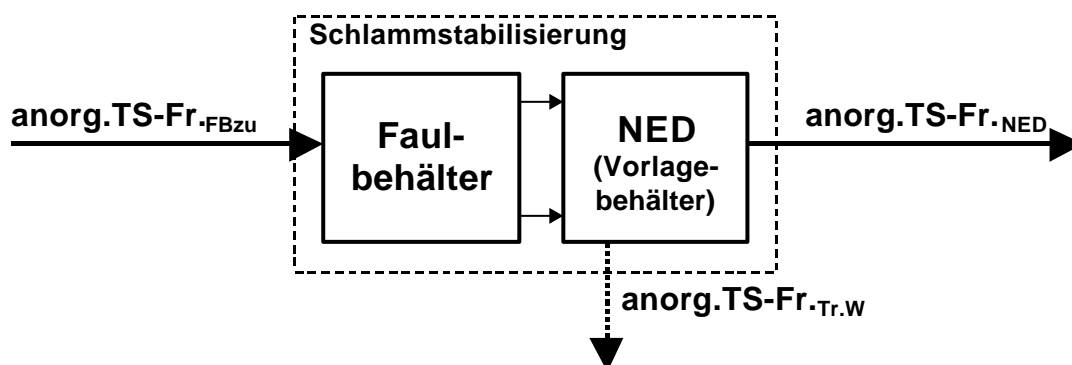 Schlammstabilisierung
anorg.TS-Fr.FBzu
Faul-
behälter
NED
(Vorlage-
behälter)
anorg.TS-Fr.NED
anorg.TS-Fr.Tr.W